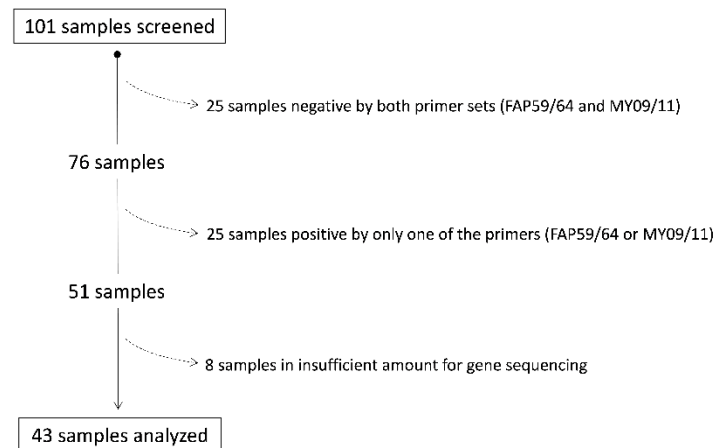 101 samples screened
25 samples negative by both primer sets (FAP59/64 and MY09/11)
76 samples
25 samples positive by only one of the primers (FAP59/64 or MY09/11)
51 samples
8 samples in insufficient amount for gene sequencing
43 samples analyzed